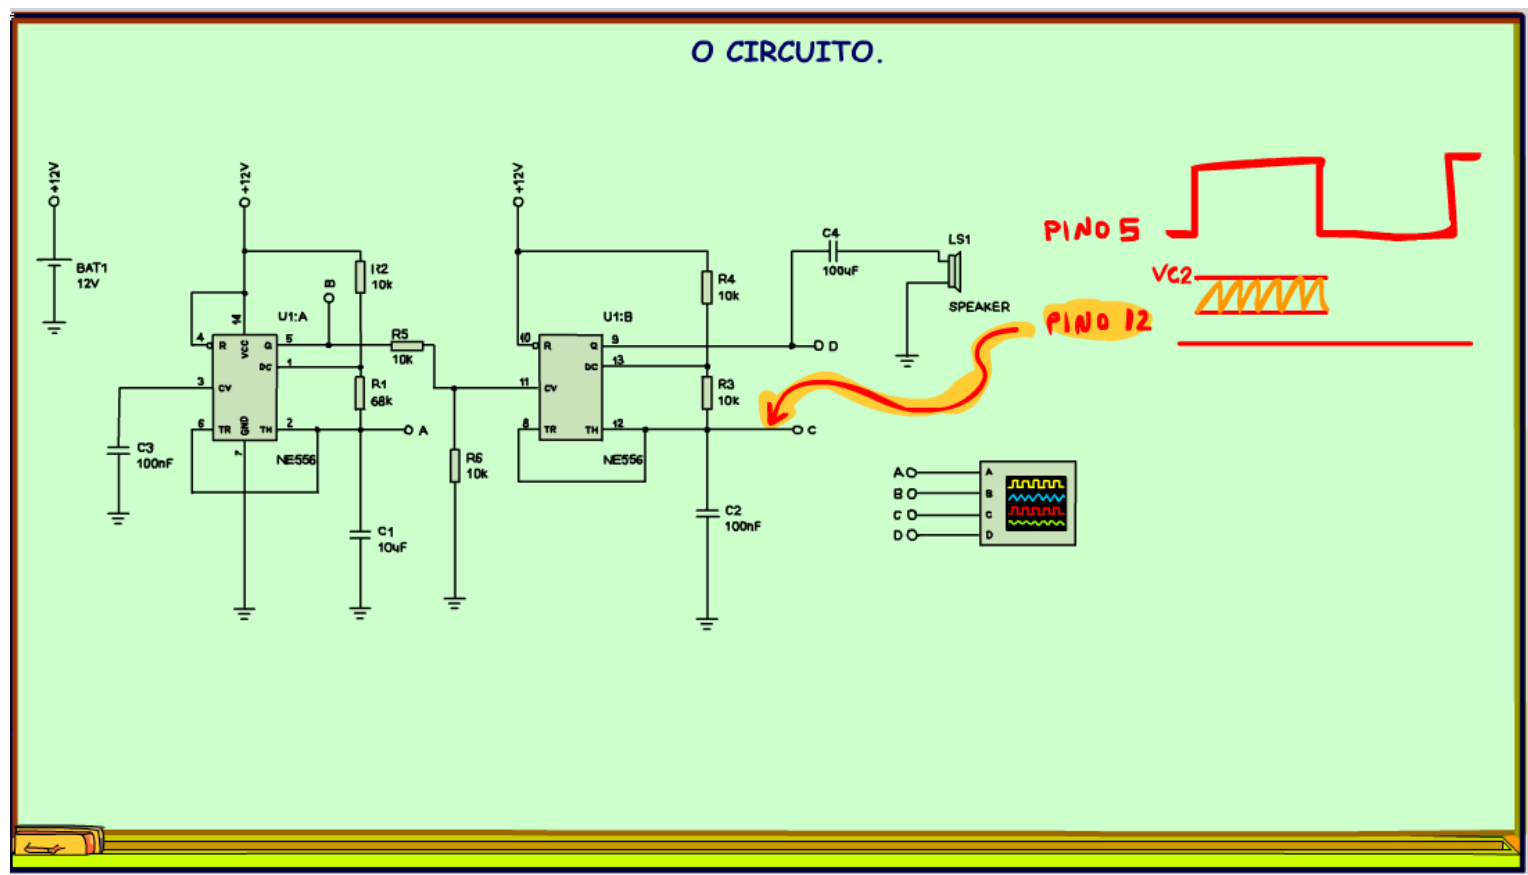 O CIRCUITO.
+12V
+12V
+12V
BAT1
12V
R2
10k
B
U1:A
4
R
14
VCC
Q
5
DC
1
3
CV
6
TR
GND
TH
2
7
NE556
R1
68k
A
C3
100nF
C1
10uF
R5
10K
R6
10k
U1:B
10
R
Q
9
DC
13
11
CV
8
TR
TH
12
NE556
R4
10k
R3
10k
C2
100nF
C4
100uF
LS1
SPEAKER
D
C
PINO 5
VC2
PINO 12
A
B
C
D
A
B
C
D